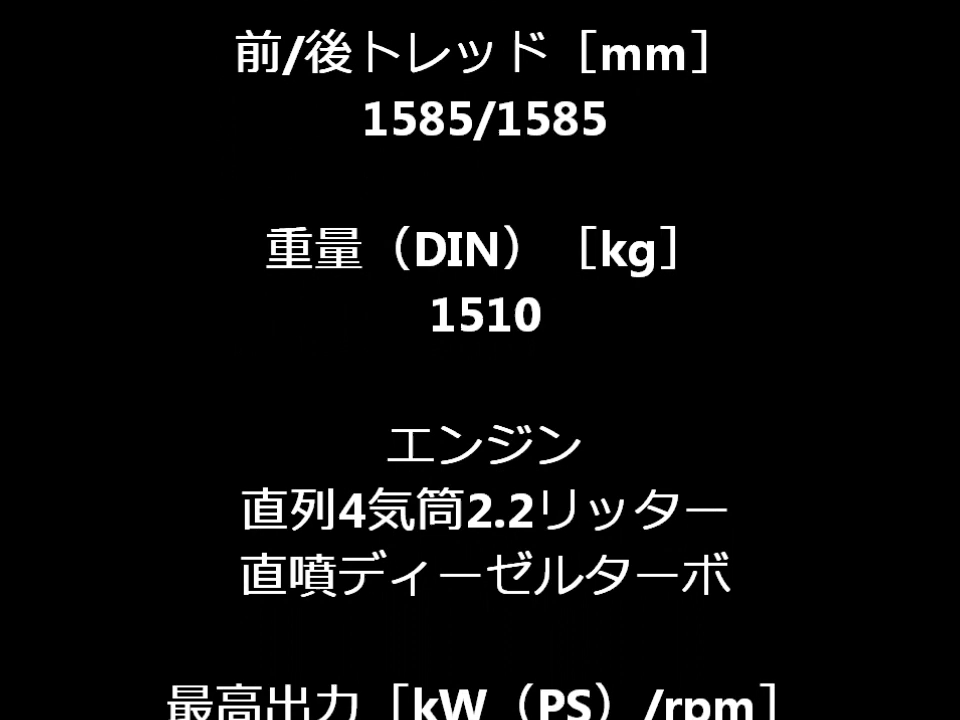 前/後トレッド［mm］
1585/1585
重量（DIN）［kg］
1510
エンジン
直列4気筒2.2リッター
直噴ディーゼルターボ
最高出力［kW（PS）/rpm］